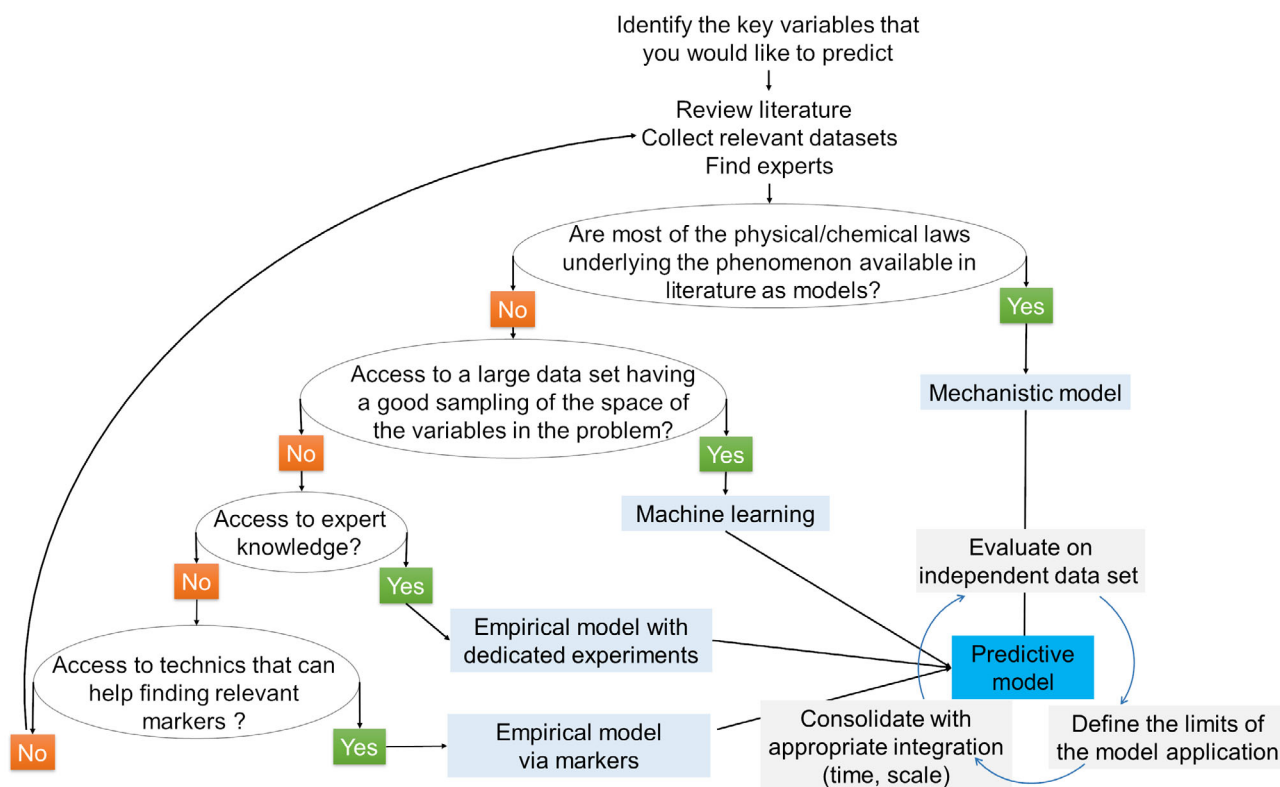 Identify the key variables that
you would like to predict
Review literature
Collect relevant datasets
Find experts
Are most of the physical/chemical laws
underlying the phenomenon available in
literature as models?
No
Yes
Access to a large data set having
a good sampling of the space of
the variables in the problem?
Mechanistic model
No
Yes
Access to expert
knowledge?
Machine learning
No
Yes
Evaluate on
independent data set
Empirical model with
dedicated experiments
Access to technics that can
help finding relevant
markers ?
Predictive
model
No
Yes
Empirical model
via markers
Consolidate with
appropriate integration
(time, scale)
Define the limits of
the model application